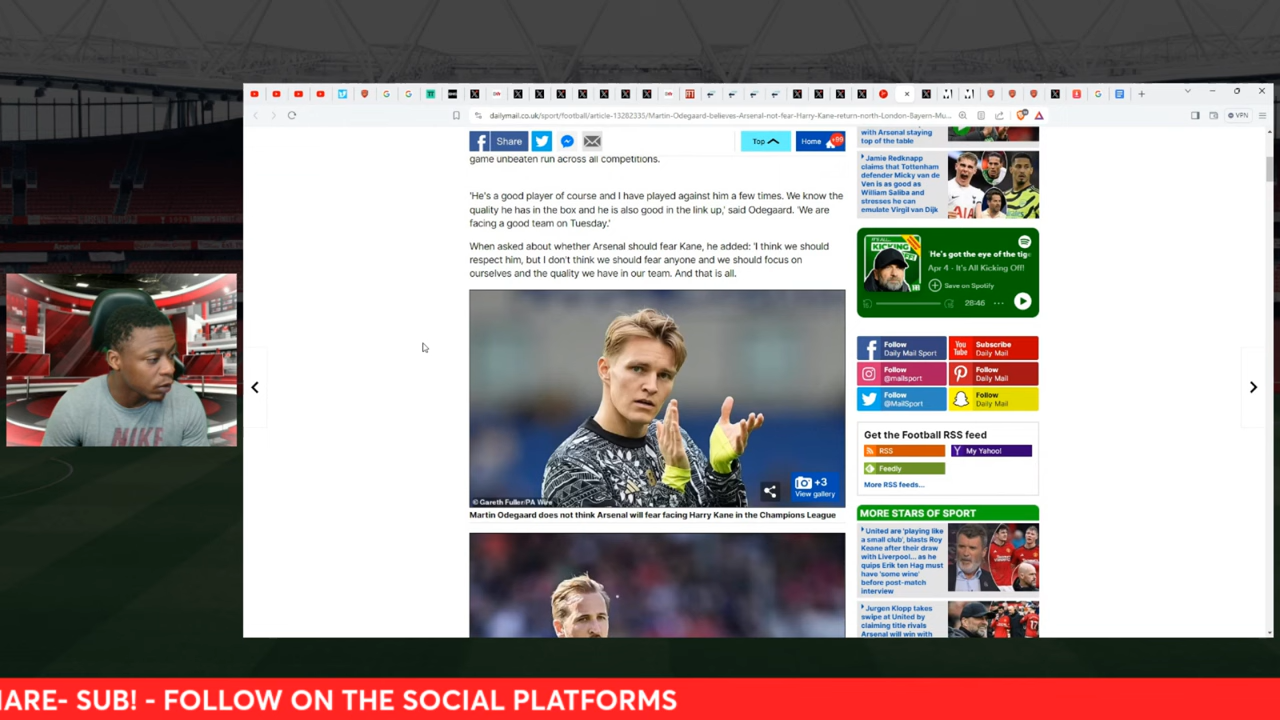 dailymail.co.uk/sport/football/article-13282335/Martin-Odegaard-believes-Arsenal-not-fear-Harry-Kane-return-north-London-Bayern-Mu...
VPN
Share
Top
Home
+99
game unbeaten run across all competitions.
'He's a good player of course and I have played against him a few times. We know the
quality he has in the box and he is also good in the link up,' said Odegaard. 'We are
facing a good team on Tuesday.'
When asked about whether Arsenal should fear Kane, he added: 'I think we should
respect him, but I don't think we should fear anyone and we should focus on
ourselves and the quality we have in our team. And that is all.
© Gareth Fuller/PA Wire
+3
View gallery
Martin Odegaard does not think Arsenal will fear facing Harry Kane in the Champions League
with Arsenal staying
top of the table
Jamie Redknapp
claims that Tottenham
defender Micky van de
Ven is as good as
William Saliba and
stresses he can
emulate Virgil van Dijk
IT'S ALL
KICKING
OFF!
'He's got the eye of the tig
Apr 4 - It's All Kicking Off!
Save on Spotify
26:46
Follow
Daily Mail Sport
You
Tube
Subscribe
Daily Mail
Follow
@mailsport
Follow
Daily Mail
Follow
@MailSport
Follow
Daily Mail
Get the Football RSS feed
RSS
My Yahoo!
Feedly
More RSS feeds...
MORE STARS OF SPORT
United are 'playing like
a small club', blasts Roy
Keane after their draw
with Liverpool... as he
quips Erik ten Hag must
have 'some wine'
before post-match
interview
Jurgen Klopp takes
swipe at United by
claiming title rivals
Arsenal will win with
NIKE
HARE- SUB! - FOLLOW ON THE SOCIAL PLATFORMS